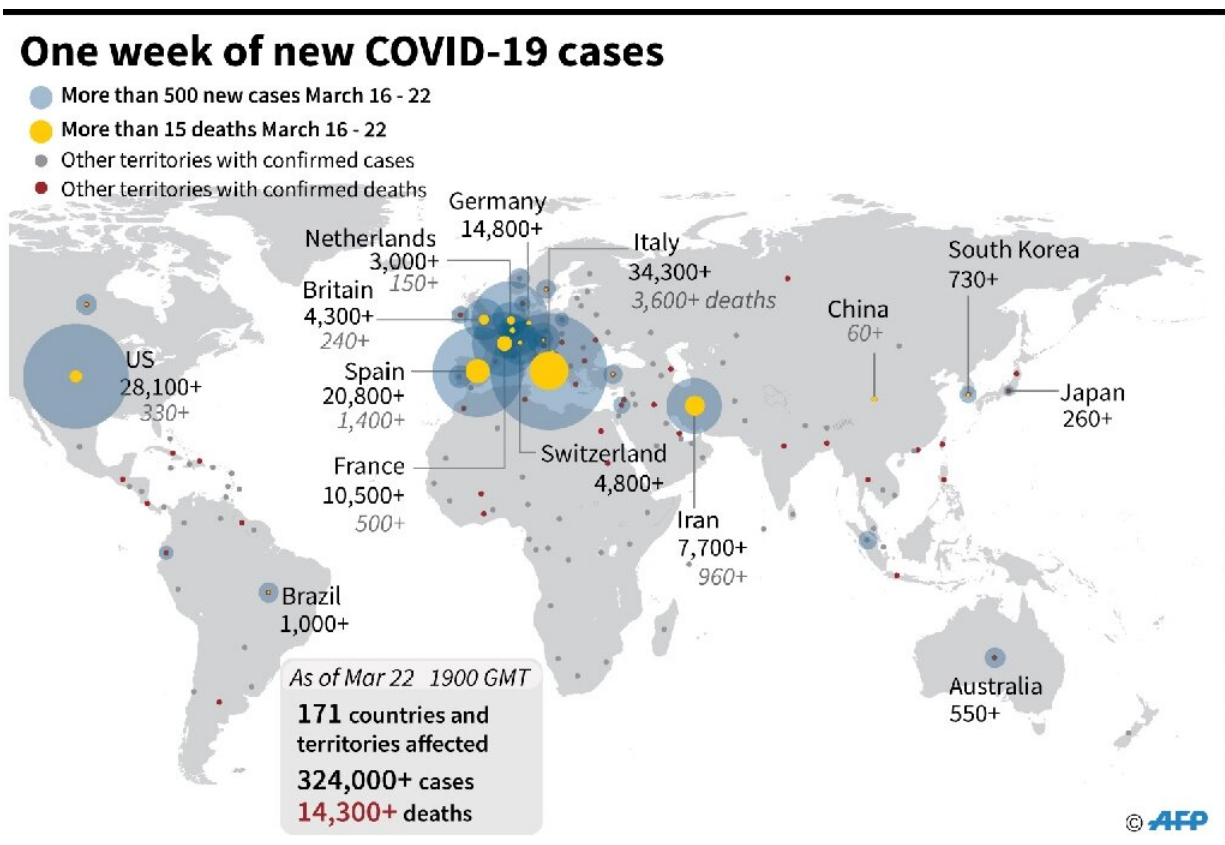 One week of new COVID-19 cases
More than 500 new cases March 16 - 22
More than 15 deaths March 16 - 22
Other territories with confirmed cases
Other territories with confirmed deaths
Germany
14,800+
Netherlands
3,000+
150+
Italy
34,300+
3,600+ deaths
South Korea
730+
Britain
4,300+
240+
China
60+
US
28,100+
330+
Spain
20,800+
1,400+
Japan
260+
France
10,500+
500+
Switzerland
4,800+
Iran
7,700+
960+
Brazil
1,000+
Australia
550+
As of Mar 22 1900 GMT
171 countries and
territories affected
324,000+ cases
14,300+ deaths
© AFP